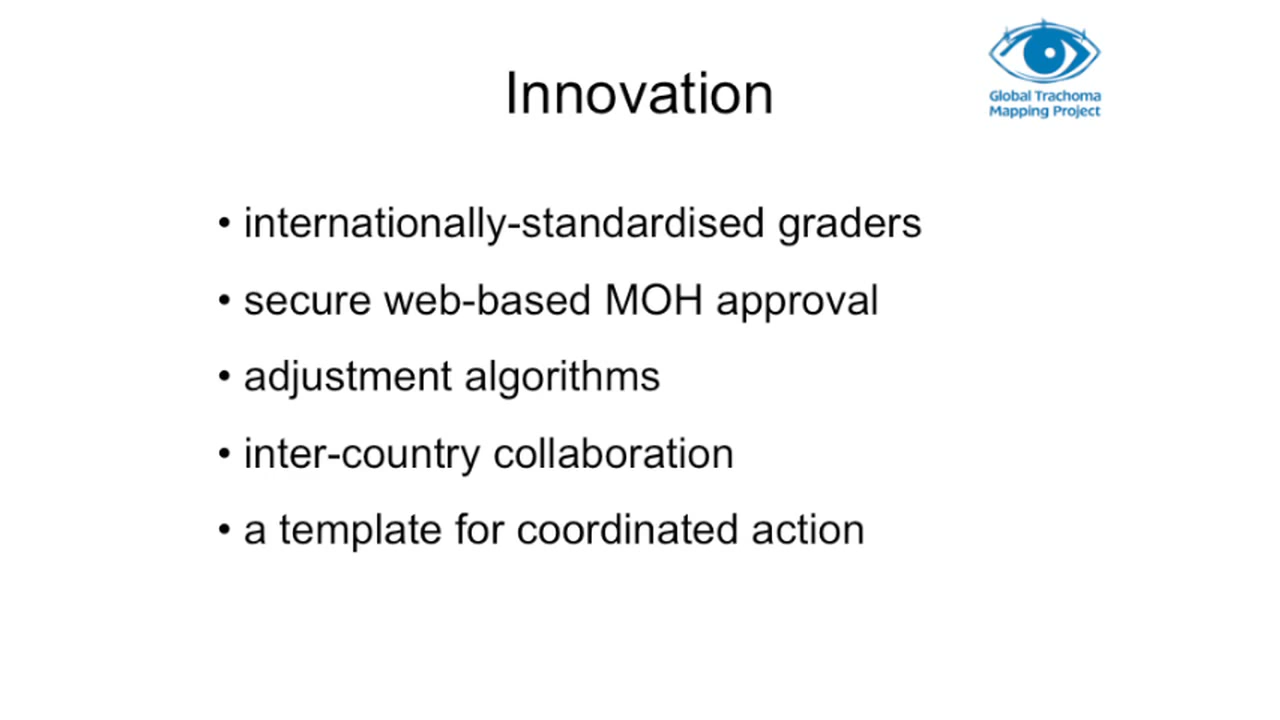 Innovation
Global Trachoma
Mapping Project
• internationally-standardised graders
• secure web-based MOH approval
• adjustment algorithms
• inter-country collaboration
• a template for coordinated action